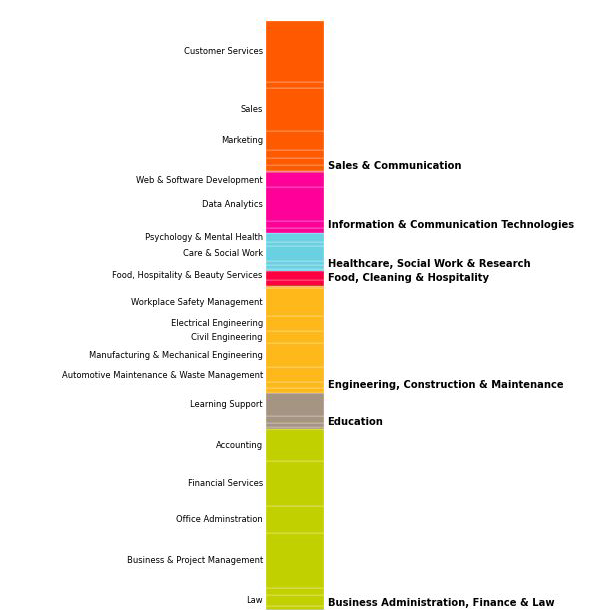 Customer Services
Sales
Marketing
Sales & Communication
Web & Software Development
Data Analytics
Information & Communication Technologies
Psychology & Mental Health
Care & Social Work
Healthcare, Social Work & Research
Food, Hospitality & Beauty Services
Food, Cleaning & Hospitality
Workplace Safety Management
Electrical Engineering
Civil Engineering
Manufacturing & Mechanical Engineering
Automotive Maintenance & Waste Management
Engineering, Construction & Maintenance
Learning Support
Education
Accounting
Financial Services
Office Adminstration
Business & Project Management
Law
Business Administration, Finance & Law